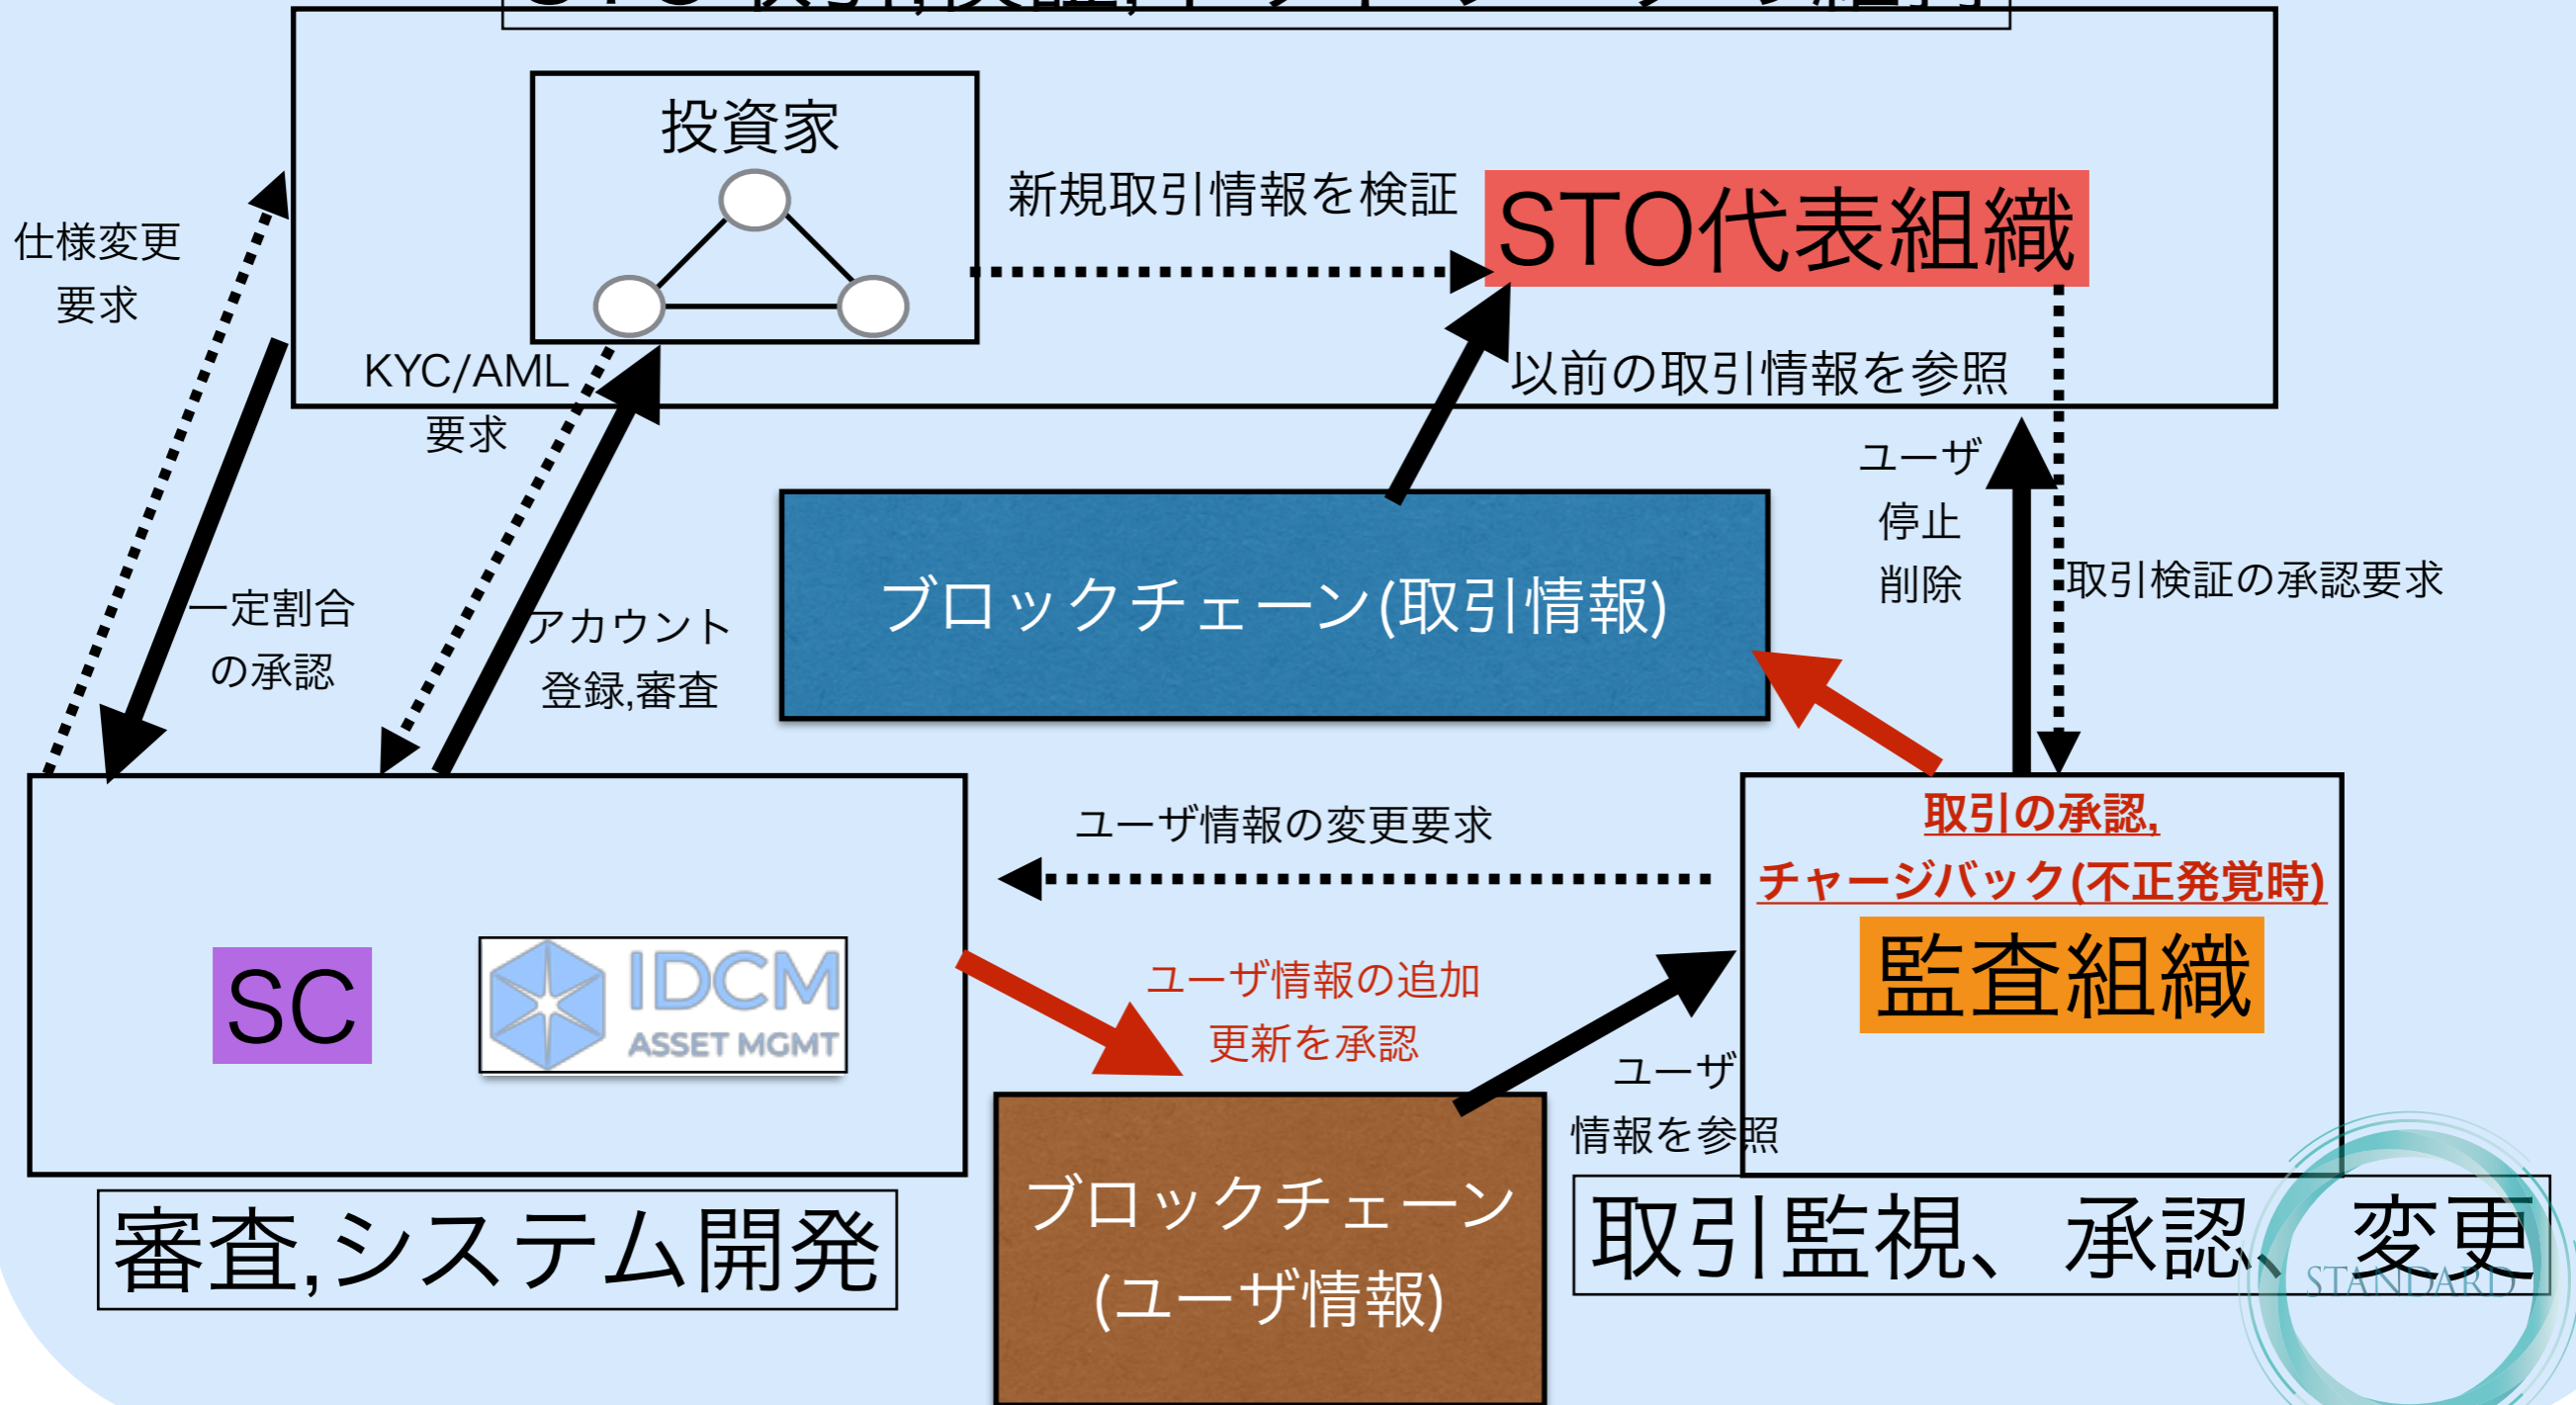 投資家
新規取引情報を検証
STO代表組織
仕様変更
要求
KYC/AML
要求
以前の取引情報を参照
ユーザ
停止
削除
取引検証の承認要求
一定割合
の承認
アカウント
登録,審査
ブロックチェーン(取引情報)
ユーザ情報の変更要求
取引の承認,
チャージバック(不正発覚時)
監査組織
SC
IDCM
ASSET MGMT
ユーザ情報の追加
更新を承認
ユーザ
情報を参照
ブロックチェーン
(ユーザ情報)
審査,システム開発
取引監視、承認、変更
STANDARD